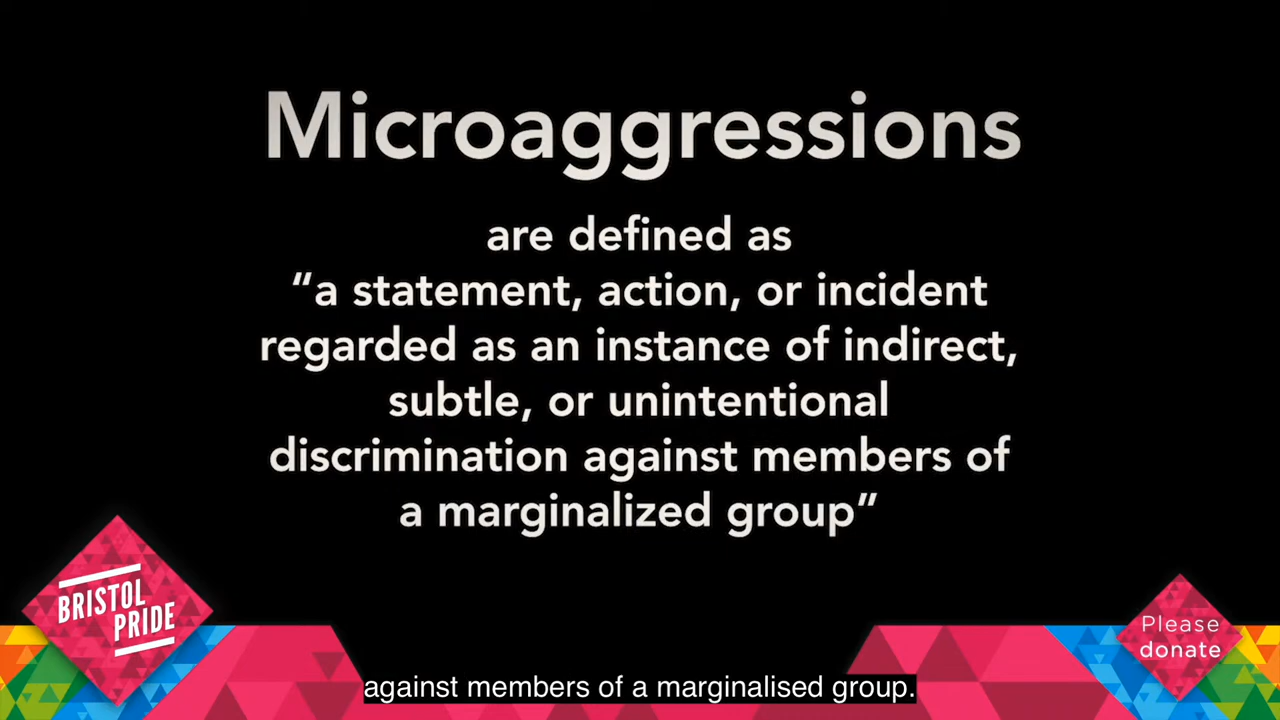 Microaggressions
are defined as
“a statement, action, or incident
regarded as an instance of indirect,
subtle, or unintentional
discrimination against members of
a marginalized group”
BRISTOL
PRIDE
Please
donate
against members of a marginalised group.